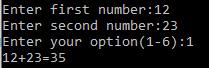 Enter first number:12
Enter second number:23
Enter your option(1-6):1
12+23=35